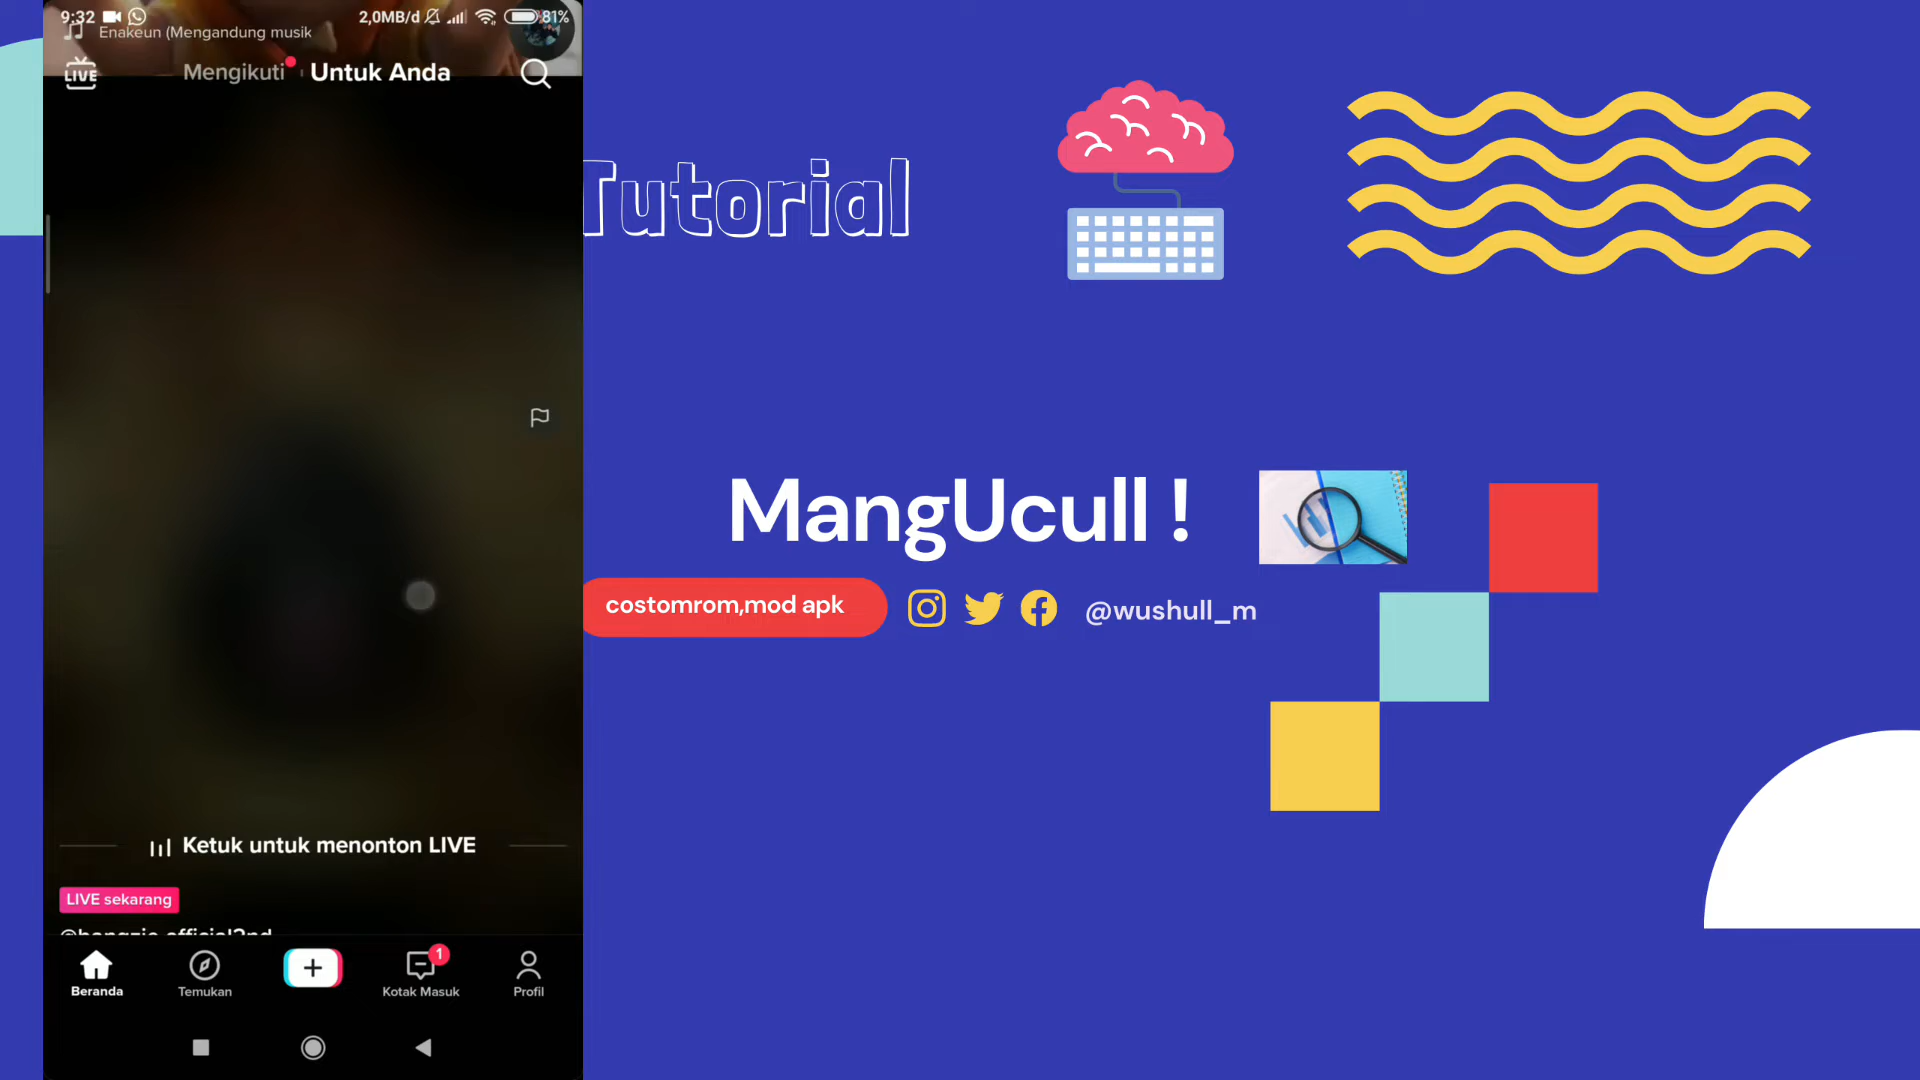 9:32
2,0MB/d
81%
Enakeun (Mengandung musik
LIVE
Mengikuti
Untuk Anda
Ketuk untuk menonton LIVE
LIVE sekarang
Beranda
Temukan
1
Kotak Masuk
Profil
Tutorial
MangUcull !
costomrom,mod apk
@wushull_m